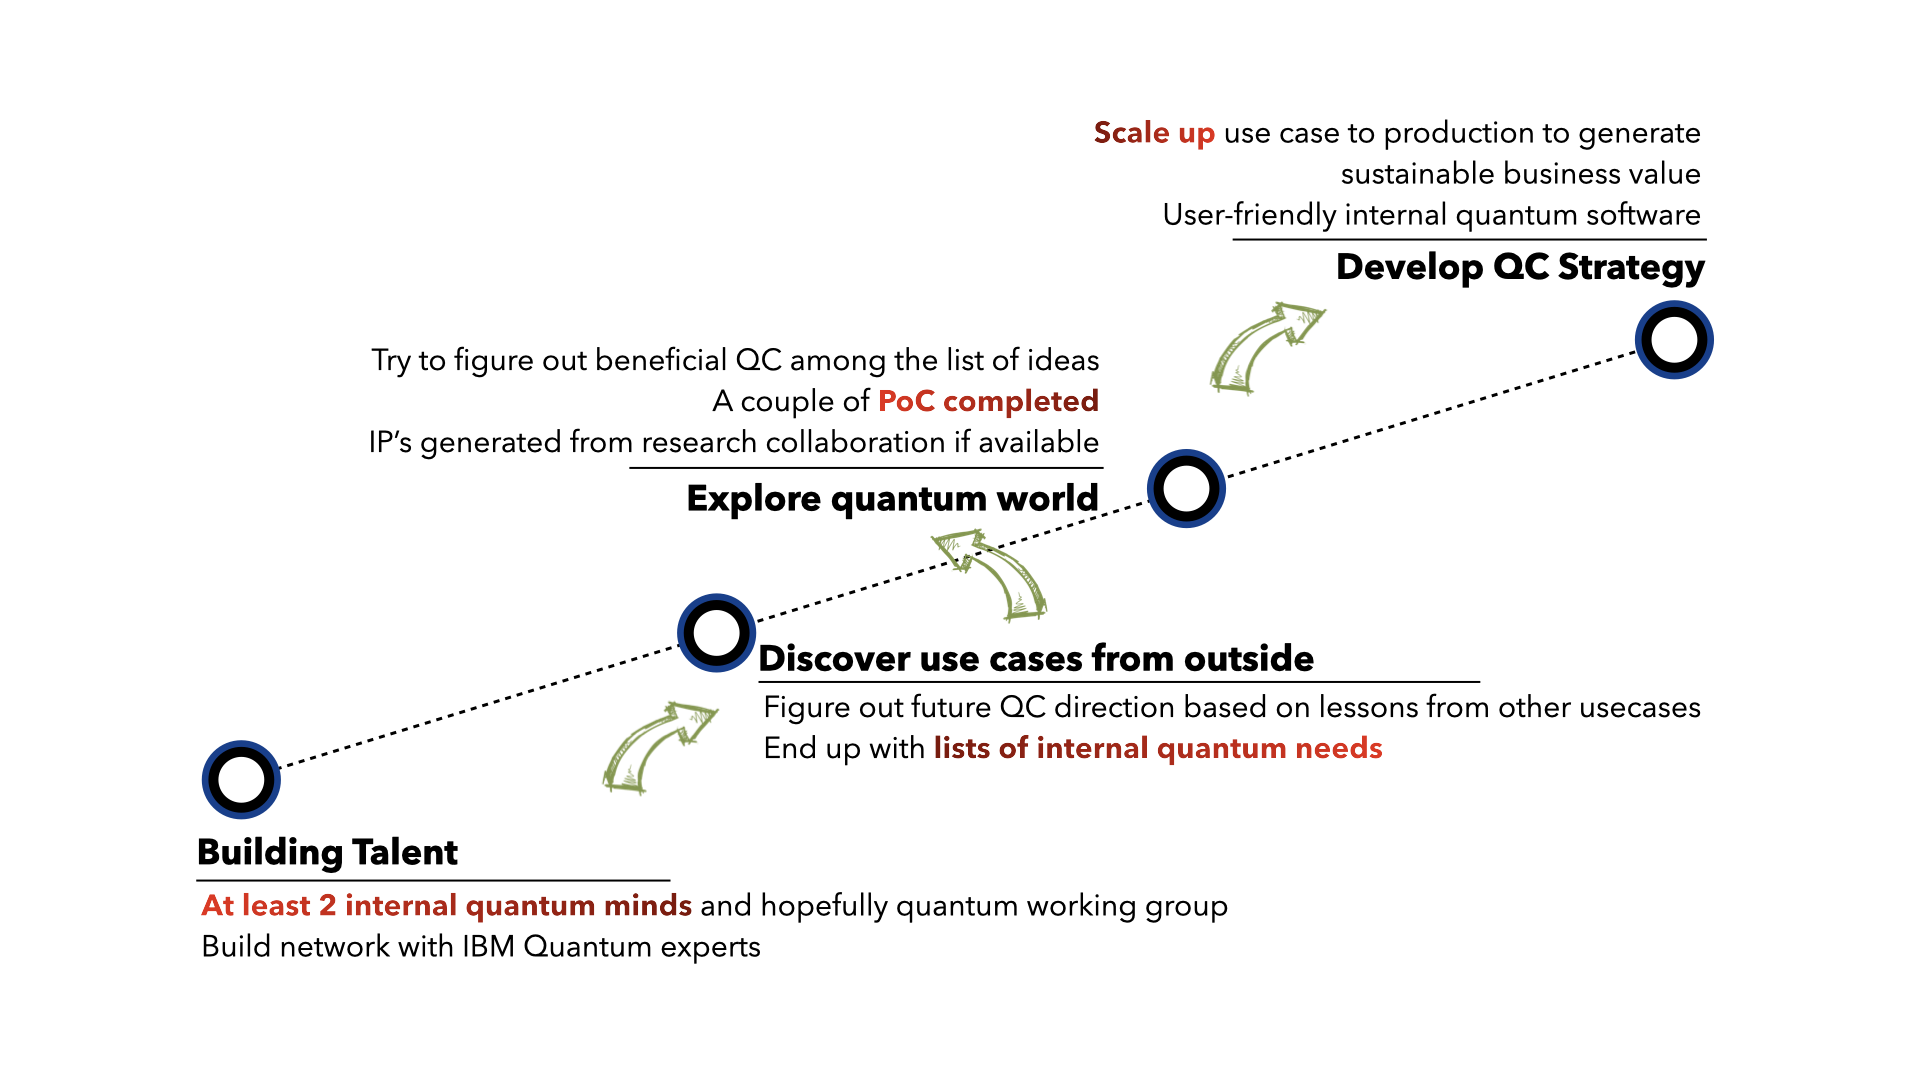 Scale up use case to production to generate
sustainable business value
User-friendly internal quantum software
Develop QC Strategy
Try to figure out beneficial QC among the list of ideas
A couple of PoC completed
IP’s generated from research collaboration if available
Explore quantum world
Discover use cases from outside
Figure out future QC direction based on lessons from other usecases
End up with lists of internal quantum needs
Building Talent
At least 2 internal quantum minds and hopefully quantum working group
Build network with IBM Quantum experts